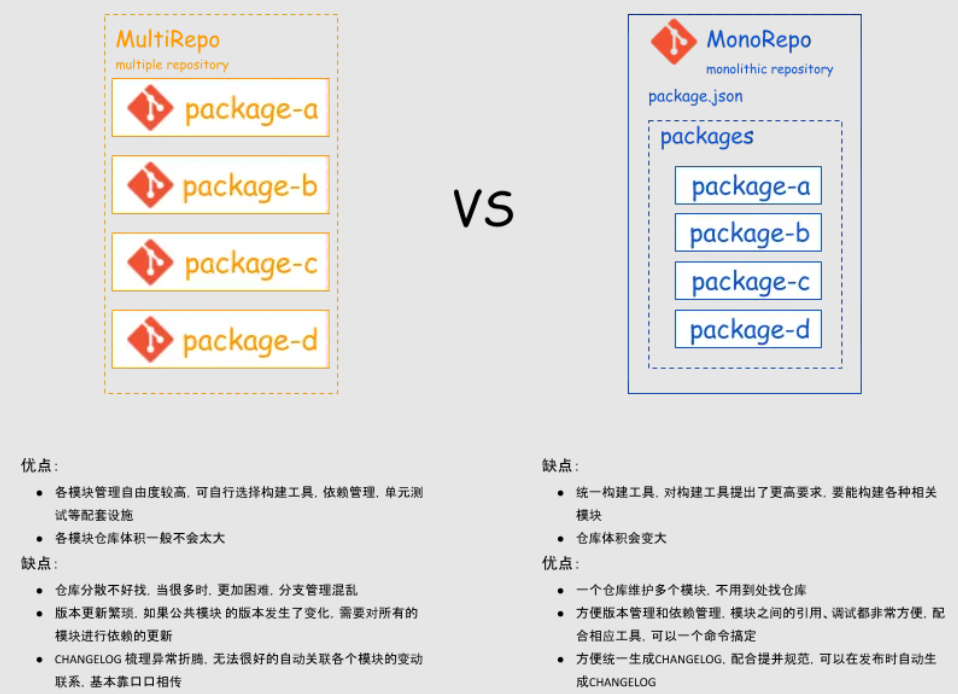 MultiRepo
multiple repository
package-a
package-b
package-c
package-d
VS
MonoRepo
monolithic repository
package.json
packages
package-a
package-b
package-c
package-d
优点:
● 各模块管理自由度较高, 可自行选择构建工具, 依赖管理, 单元测
试等配套设施
● 各模块仓库体积一般不会太大
缺点:
● 仓库分散不好找, 当很多时, 更加困难, 分支管理混乱
● 版本更新繁琐, 如果公共模块 的版本发生了变化, 需要对所有的
模块进行依赖的更新
● CHANGELOG 梳理异常折腾, 无法很好的自动关联各个模块的变动
联系, 基本靠口口相传
缺点:
● 统一构建工具, 对构建工具提出了更高要求, 要能构建各种相关
模块
● 仓库体积会变大
优点:
● 一个仓库维护多个模块, 不用到处找仓库
● 方便版本管理和依赖管理, 模块之间的引用、调试都非常方便, 配
合相应工具, 可以一个命令搞定
● 方便统一生成CHANGELOG, 配合提并规范, 可以在发布时自动生
成CHANGELOG